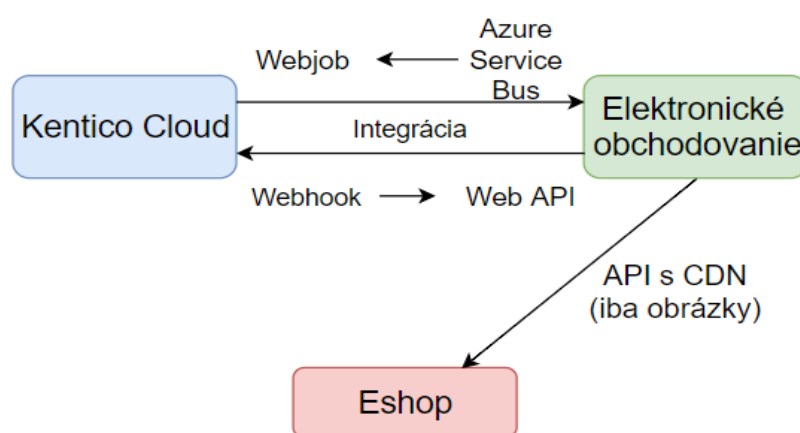 Azure
Service
Bus
Webjob
Kentico Cloud
Integrácia
Elektronické
obchodovanie
Webhook
Web API
API s CDN
(iba obrázky)
Eshop